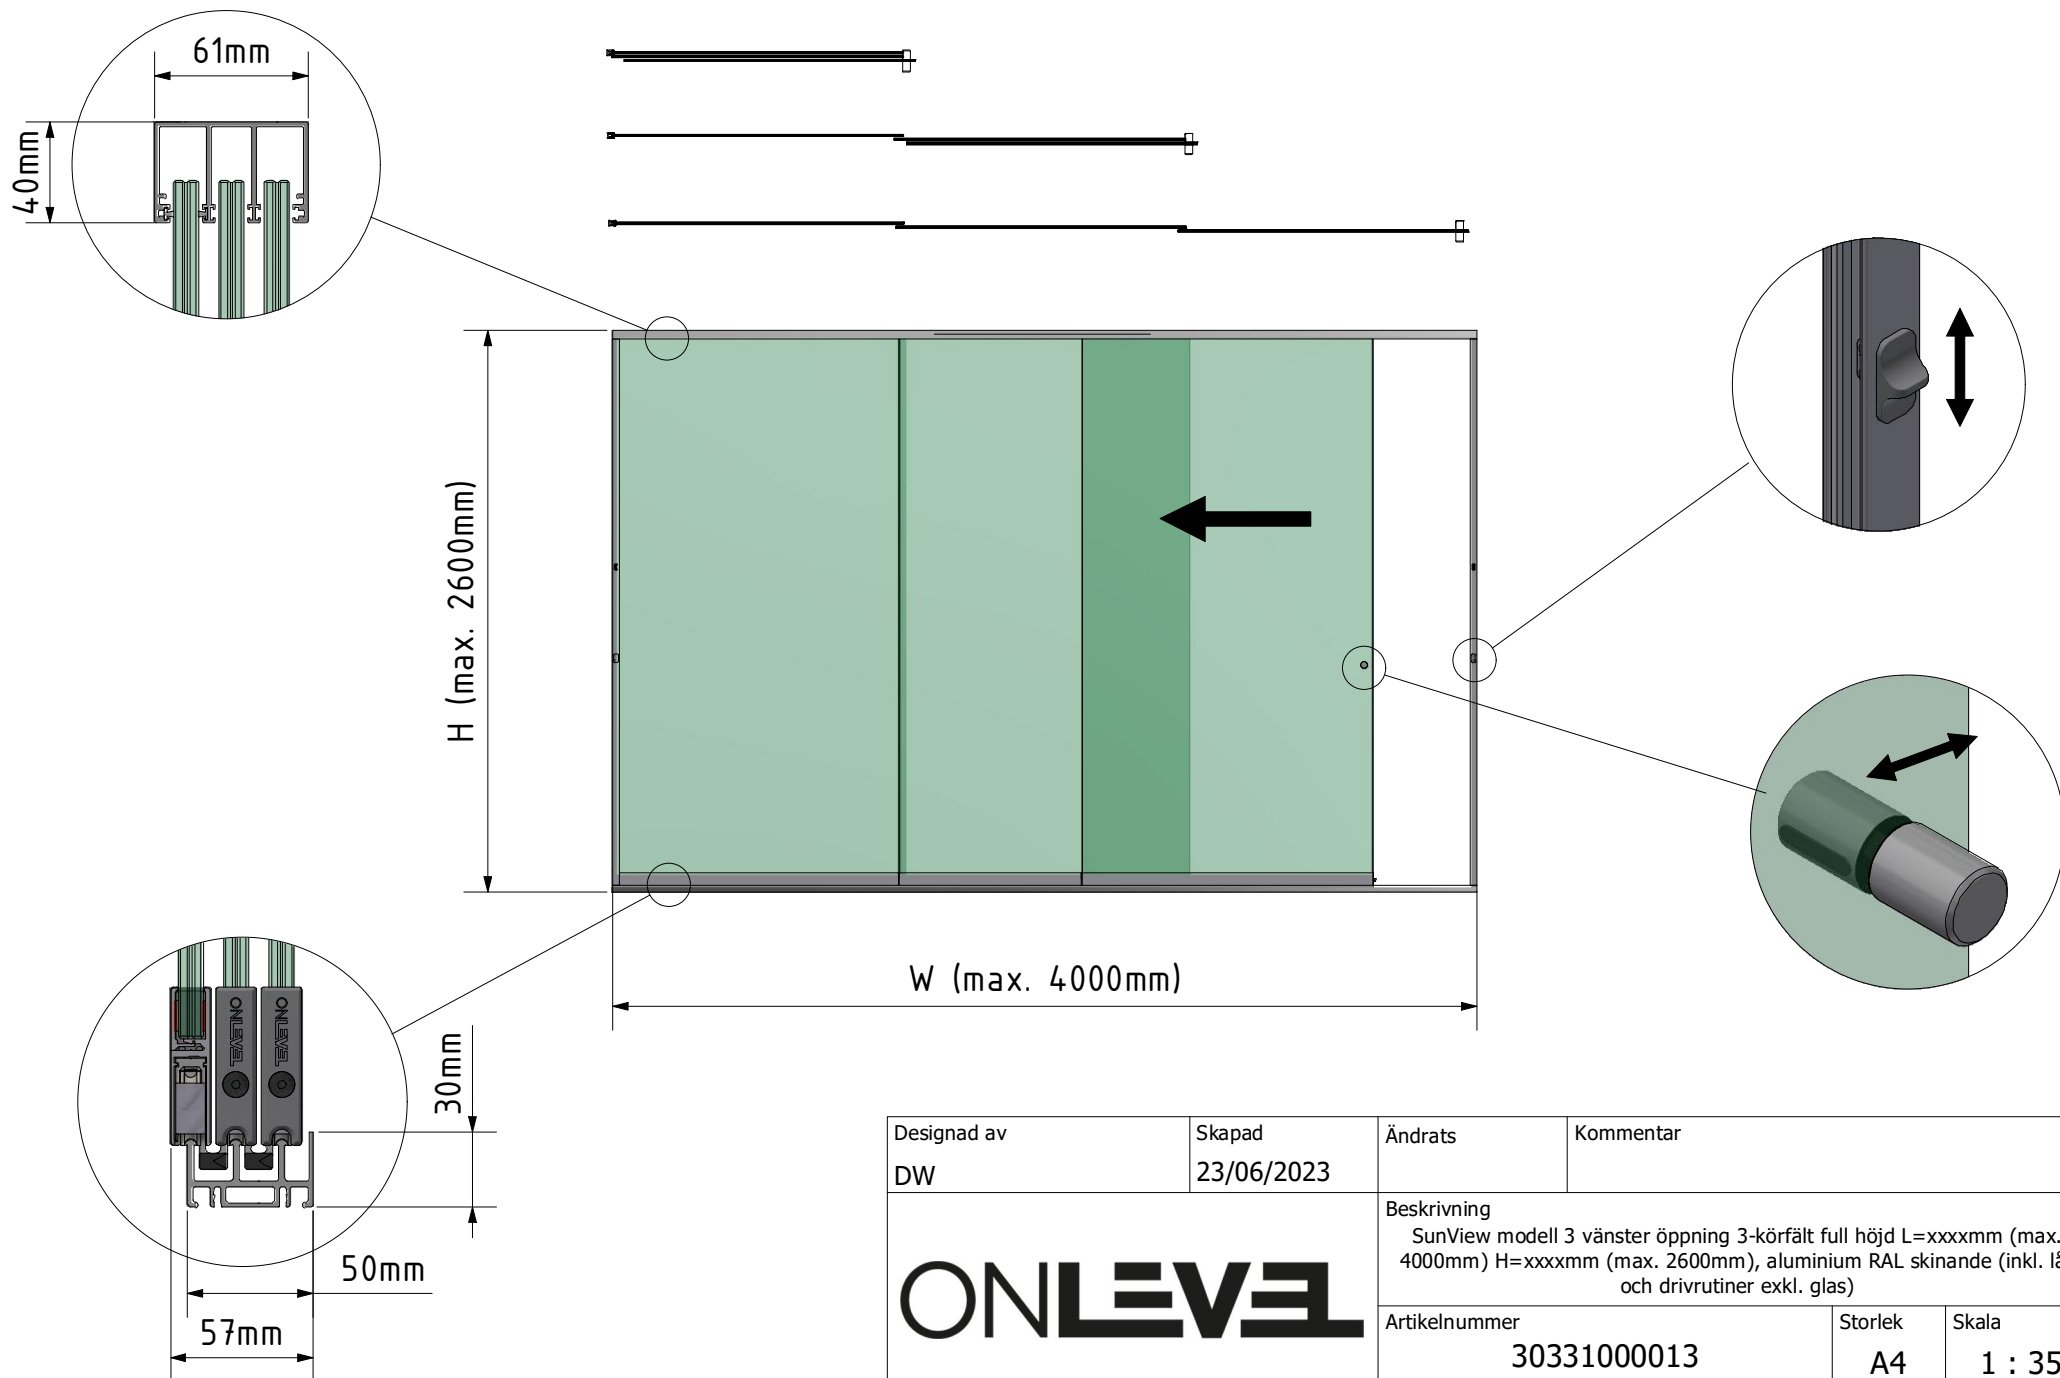 61mm
40mm
H (max. 2600mm)
W (max. 4000mm)
ONLEVEL
ONLEVEL
30mm
50mm
57mm
Designad av
DW
Skapad
23/06/2023
Ändrats
Kommentar
ONLEVEL
Beskrivning
SunView modell 3 vänster öppning 3-körfält full höjd L=xxxxmm (max.
4000mm) H=xxxxmm (max. 2600mm), aluminium RAL skinande (inkl.
och drivrutiner exkl. glas)
Artikelnummer
30331000013
Storlek
A4
Skala
1 : 35